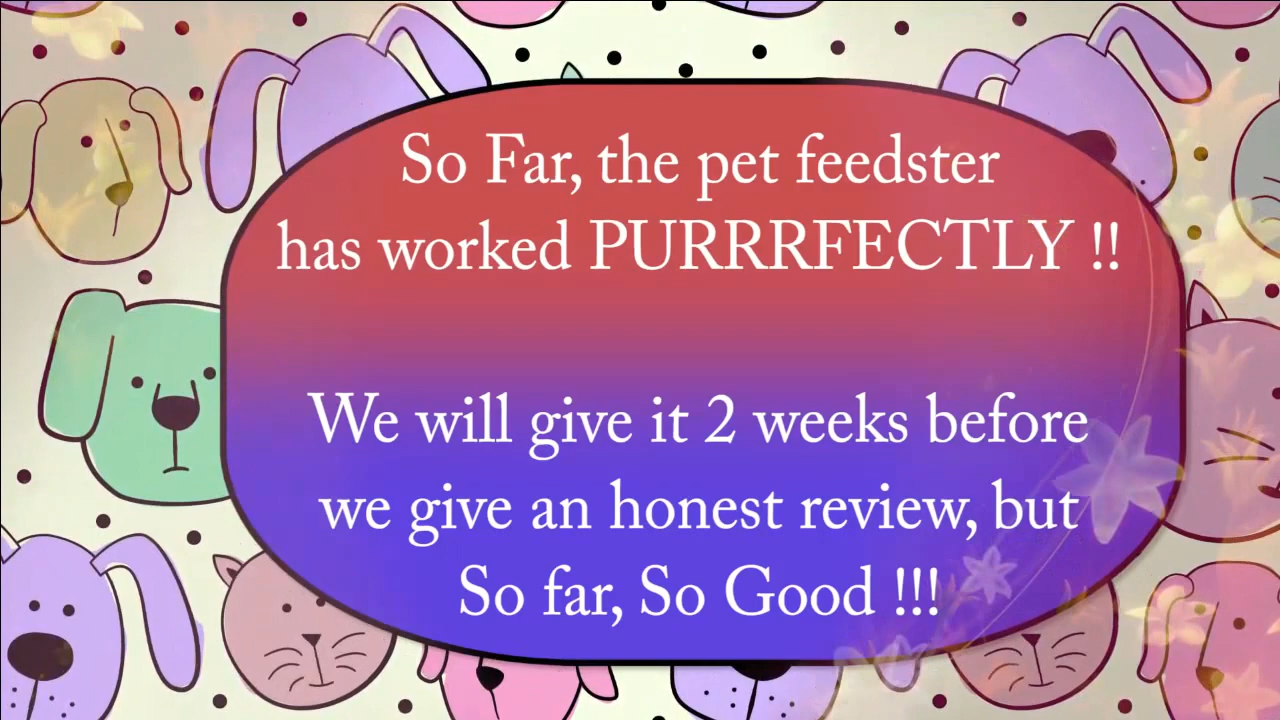 So Far, the pet feedster
has worked PURRRFECTLY !!
We will give it 2 weeks before
we give an honest review, but
So far, So Good !!!